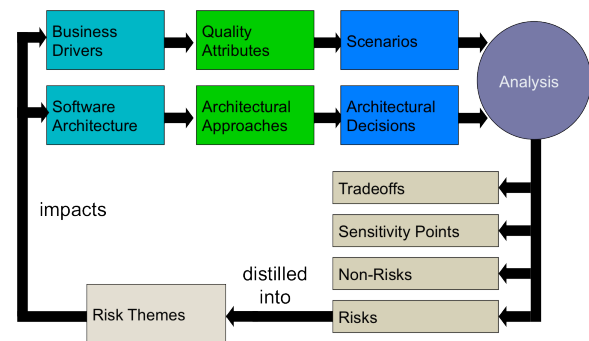 Business
Drivers
Quality
Attributes
Scenarios
Analysis
Software
Architecture
Architectural
Approaches
Architectural
Decisions
Tradeoffs
impacts
Sensitivity Points
distilled
into
Non-Risks
Risk Themes
Risks